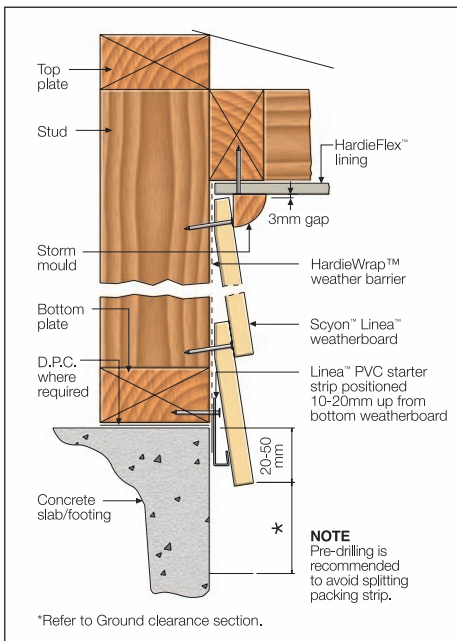 Top
plate
Stud
HardieFlex™
lining
3mm gap
Storm
mould
HardieWrap™
weather barrier
Bottom
plate
Scyon™ Linea™
weatherboard
D.P.C.
where
required
Linea™ PVC starter
strip positioned
10-20mm up from
bottom weatherboard
20-50
mm
Concrete
slab/footing
*
NOTE
Pre-drilling is
recommended
to avoid splitting
packing strip.
*Refer to Ground clearance section.